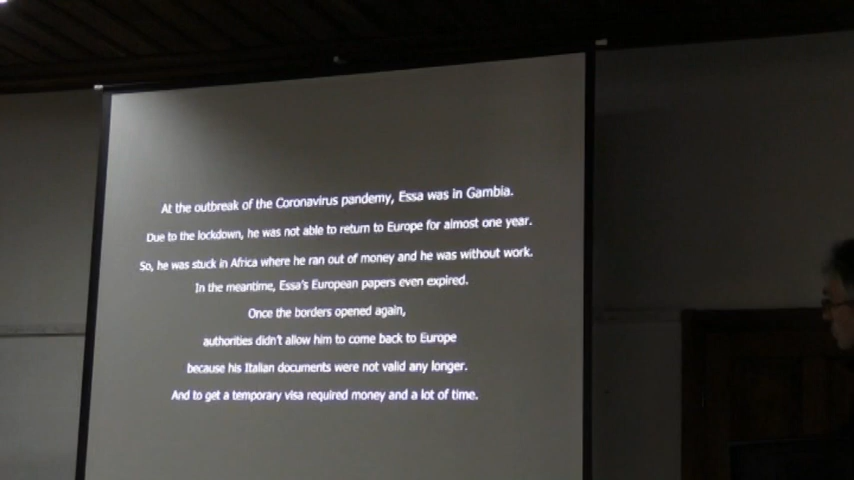 At the outbreak of the Coronavirus pandemy, Essa was in Gambia.
Due to the lockdown, he was not able to return to Europe for almost one year.
So, he was stuck in Africa where he ran out of money and he was without work.
In the meantime, Essa's European papers even expired.
Once the borders opened again,
authorities didn't allow him to come back to Europe
because his Italian documents were not valid any longer.
And to get a temporary visa required money and a lot of time.